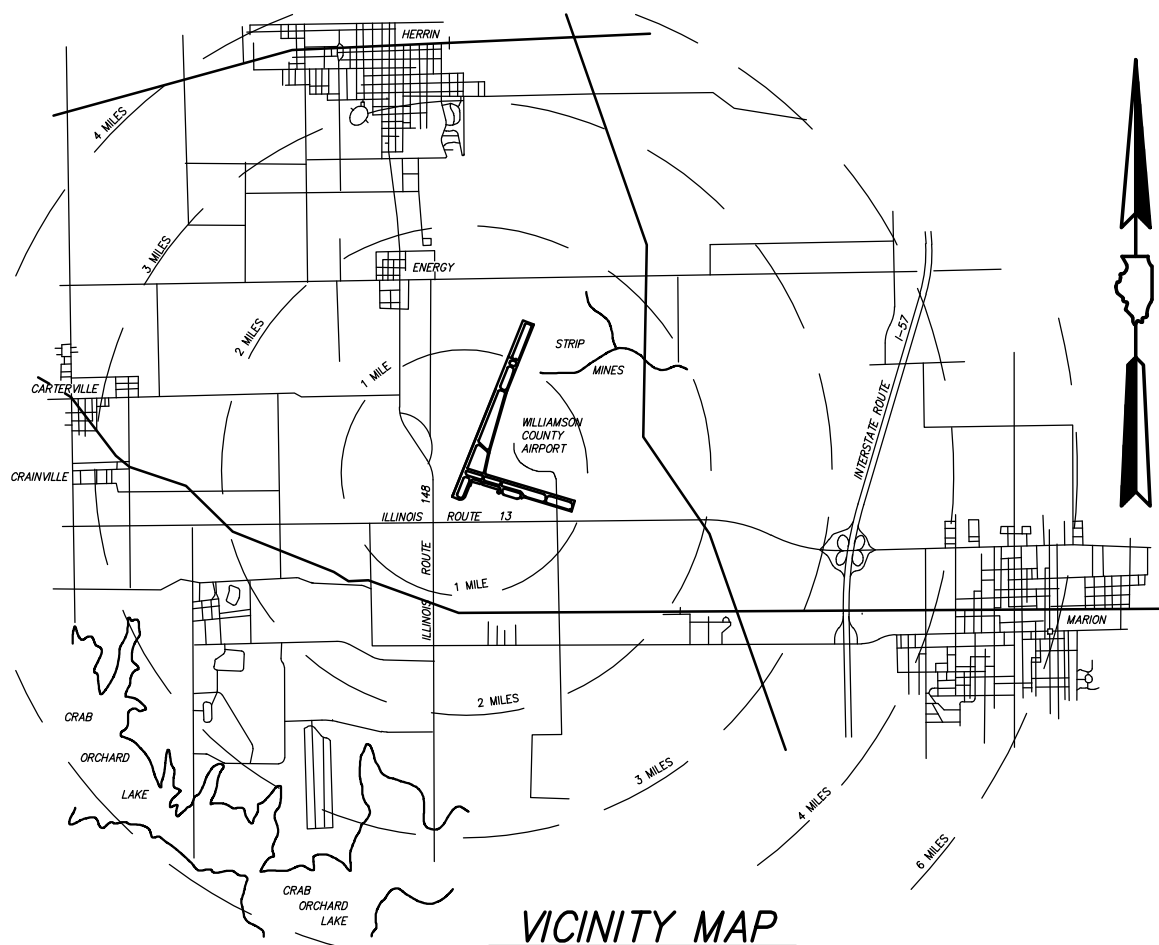 HERRIN
4 MILES
3 MILES
ENERGY
2 MILES
1 MILE
STRIP
MINES
I-57
INTERSTATE ROUTE
CARTERVILLE
WILLIAMSON
COUNTY
AIRPORT
CRAINVILLE
ILLINOIS ROUTE 148
ILLINOIS ROUTE 13
1 MILE
MARION
2 MILES
CRAB
ORCHARD
LAKE
3 MILES
4 MILES
6 MILES
CRAB
ORCHARD
LAKE
VICINITY MAP